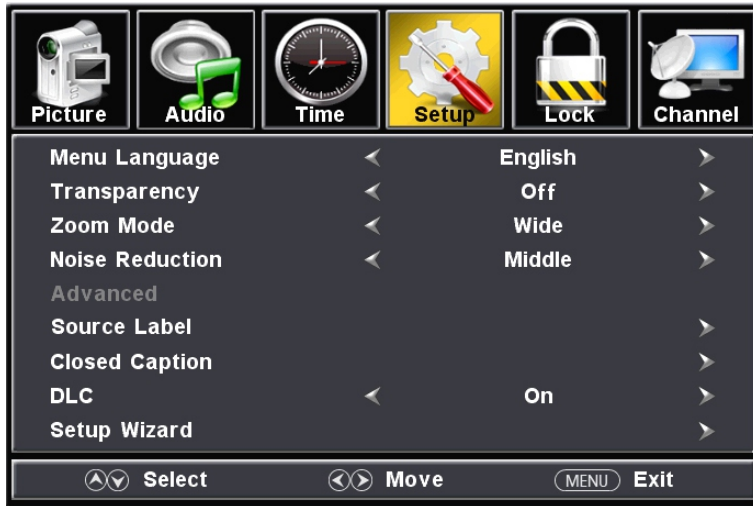 Picture Audio Time Setup Lock Channel
Menu Language English
Transparency Off
Zoom Mode Wide
Noise Reduction Middle
Advanced
Source Label
Closed Caption
DLC On
Setup Wizard
Select Move MENU Exit